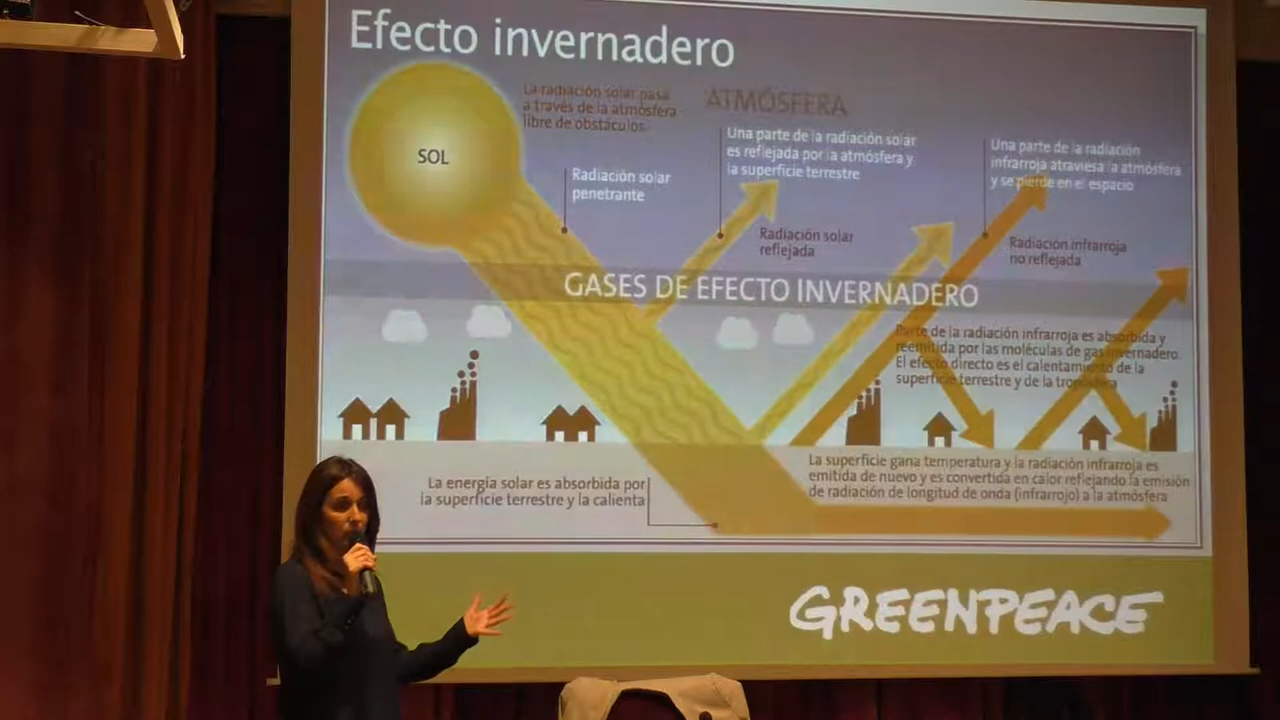 Efecto invernadero
SOL
La radiación solar pasa
a través de la atmósfera
libre de obstáculos
ATMÓSFERA
Radiación solar
penetrante
Una parte de la radiación solar
es reflejada por la atmósfera y
la superficie terrestre
Radiación solar
reflejada
Una parte de la radiación
infrarroja atraviesa la atmósfera
y se pierde en el espacio
Radiación infrarroja
no reflejada
GASES DE EFECTO INVERNADERO
Parte de la radiación infrarroja es absorbida y
reemitida por las moléculas de gas invernadero.
El efecto directo es el calentamiento de la
superficie terrestre y de la troposfera
La energía solar es absorbida por
la superficie terrestre y la calienta
La superficie gana temperatura y la radiación infrarroja es
emitida de nuevo y es convertida en calor reflejando la emisión
de radiación de longitud de onda (infrarrojo) a la atmósfera
GREENPEACE